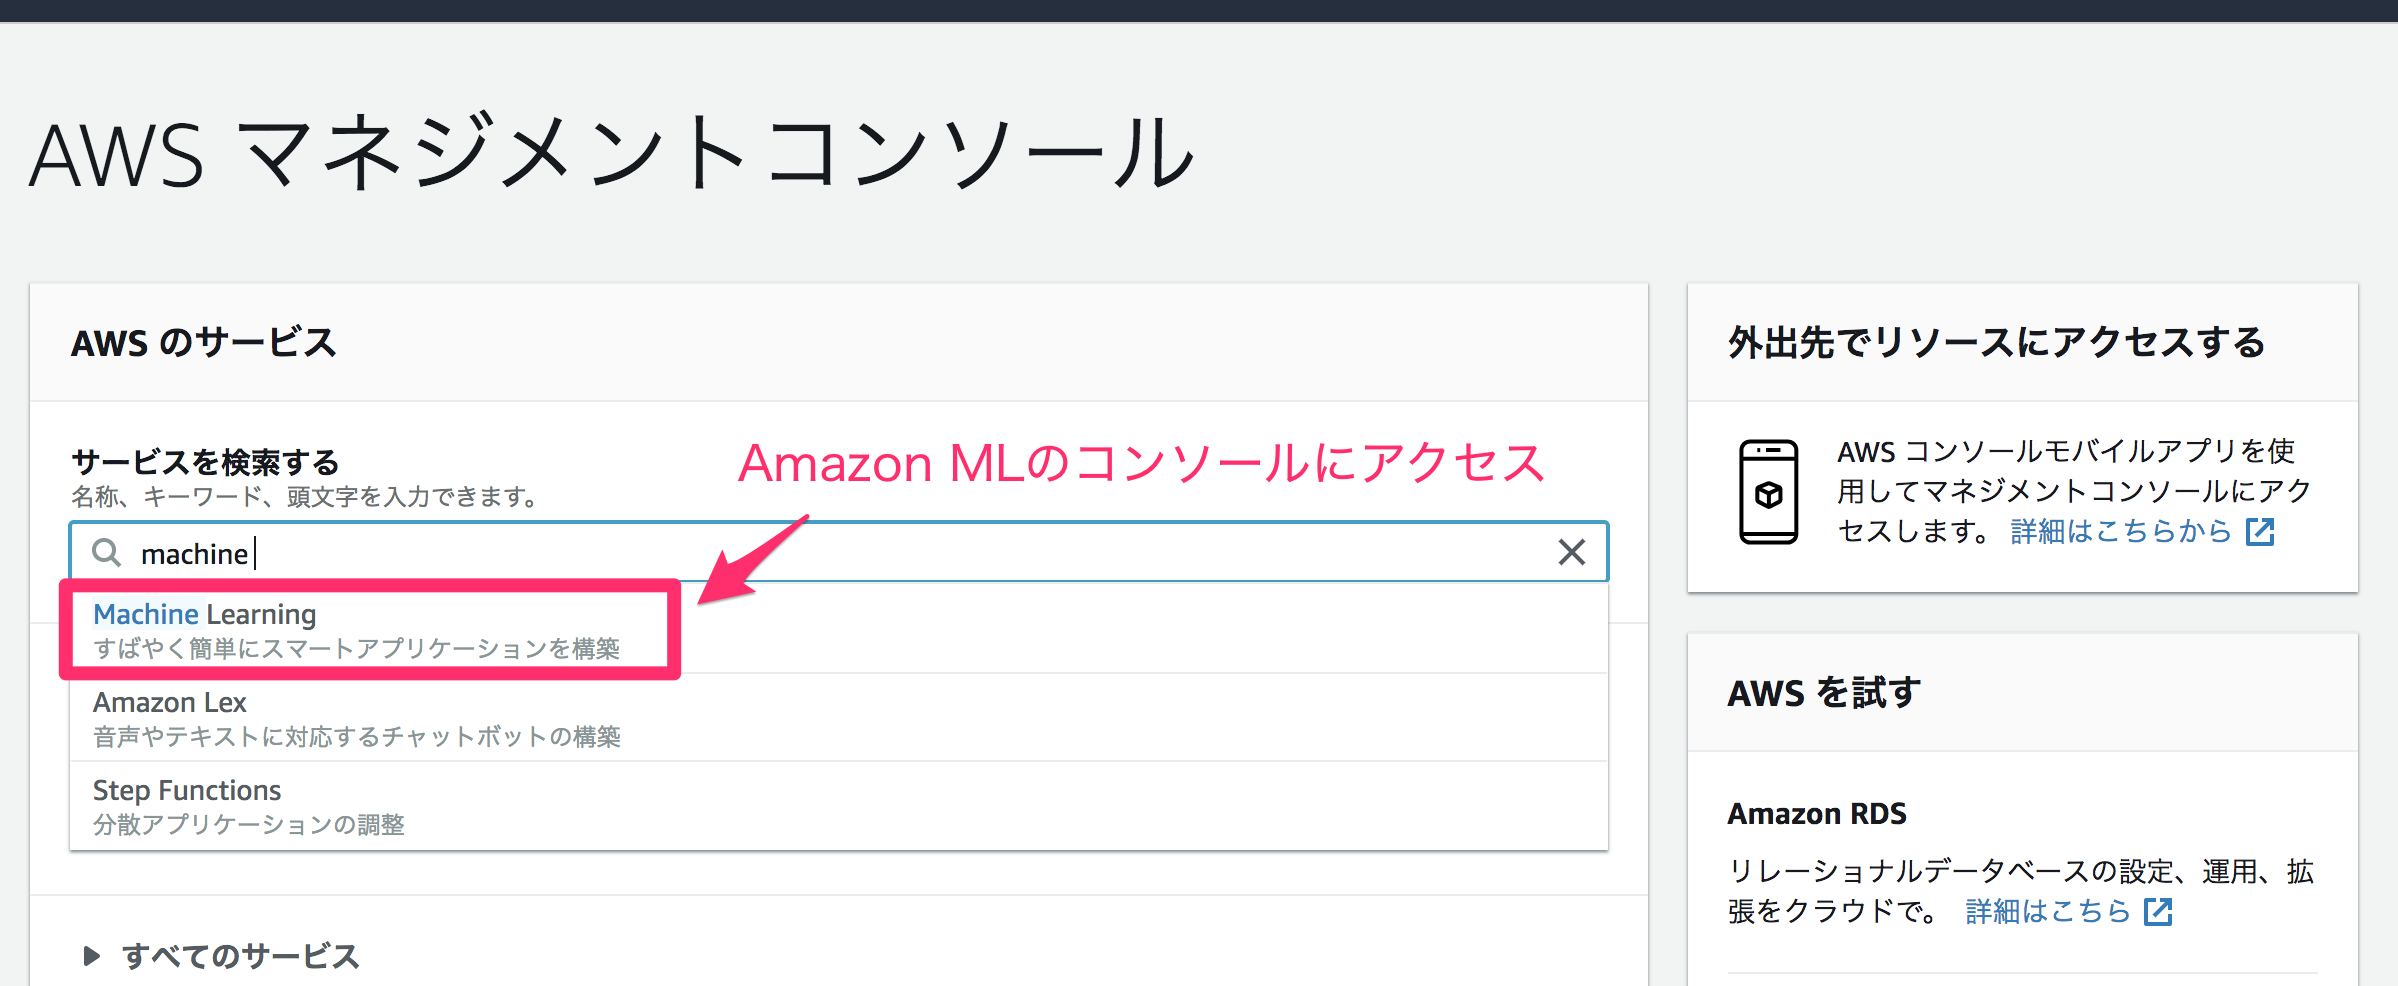 AWS マネジメントコンソール
AWS のサービス
サービスを検索する
名称、キーワード、頭文字を入力できます。
Amazon MLのコンソールにアクセス
machine
Machine Learning
すばやく簡単にスマートアプリケーションを構築
Amazon Lex
音声やテキストに対応するチャットボットの構築
Step Functions
分散アプリケーションの調整
すべてのサービス
外出先でリソースにアクセスする
AWS コンソールモバイルアプリを使
用してマネジメントコンソールにアク
セスします。 詳細はこちらから
AWS を試す
Amazon RDS
リレーショナルデータベースの設定、運用、拡
張をクラウドで。 詳細はこちら